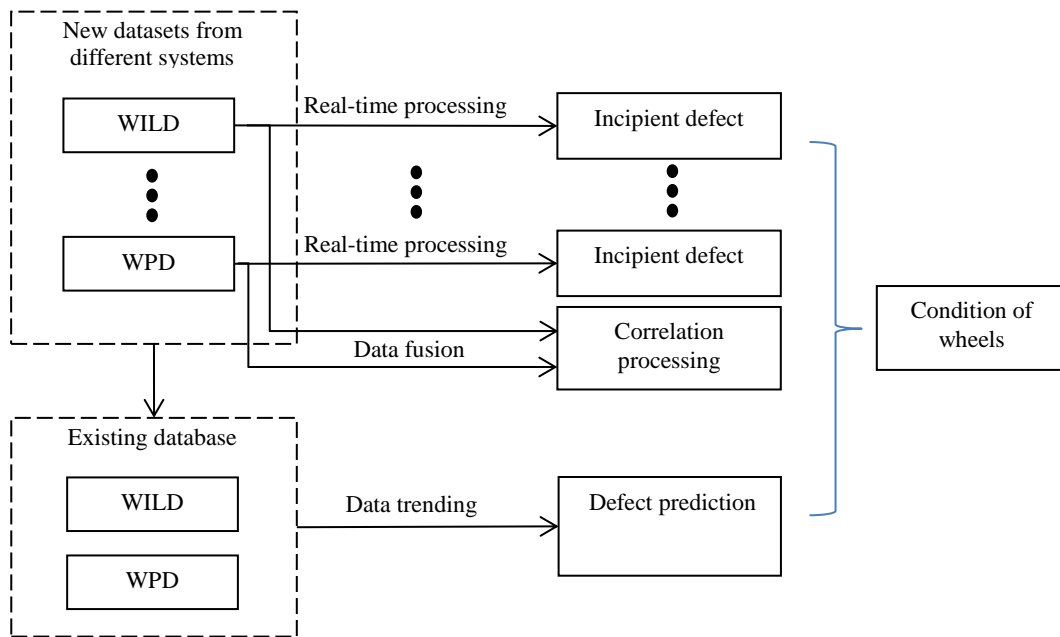 New datasets from
different systems
WILD
Real-time processing
Incipient defect
WPD
Real-time processing
Incipient defect
Data fusion
Correlation
processing
Condition of
wheels
Existing database
WILD
WPD
Data trending
Defect prediction